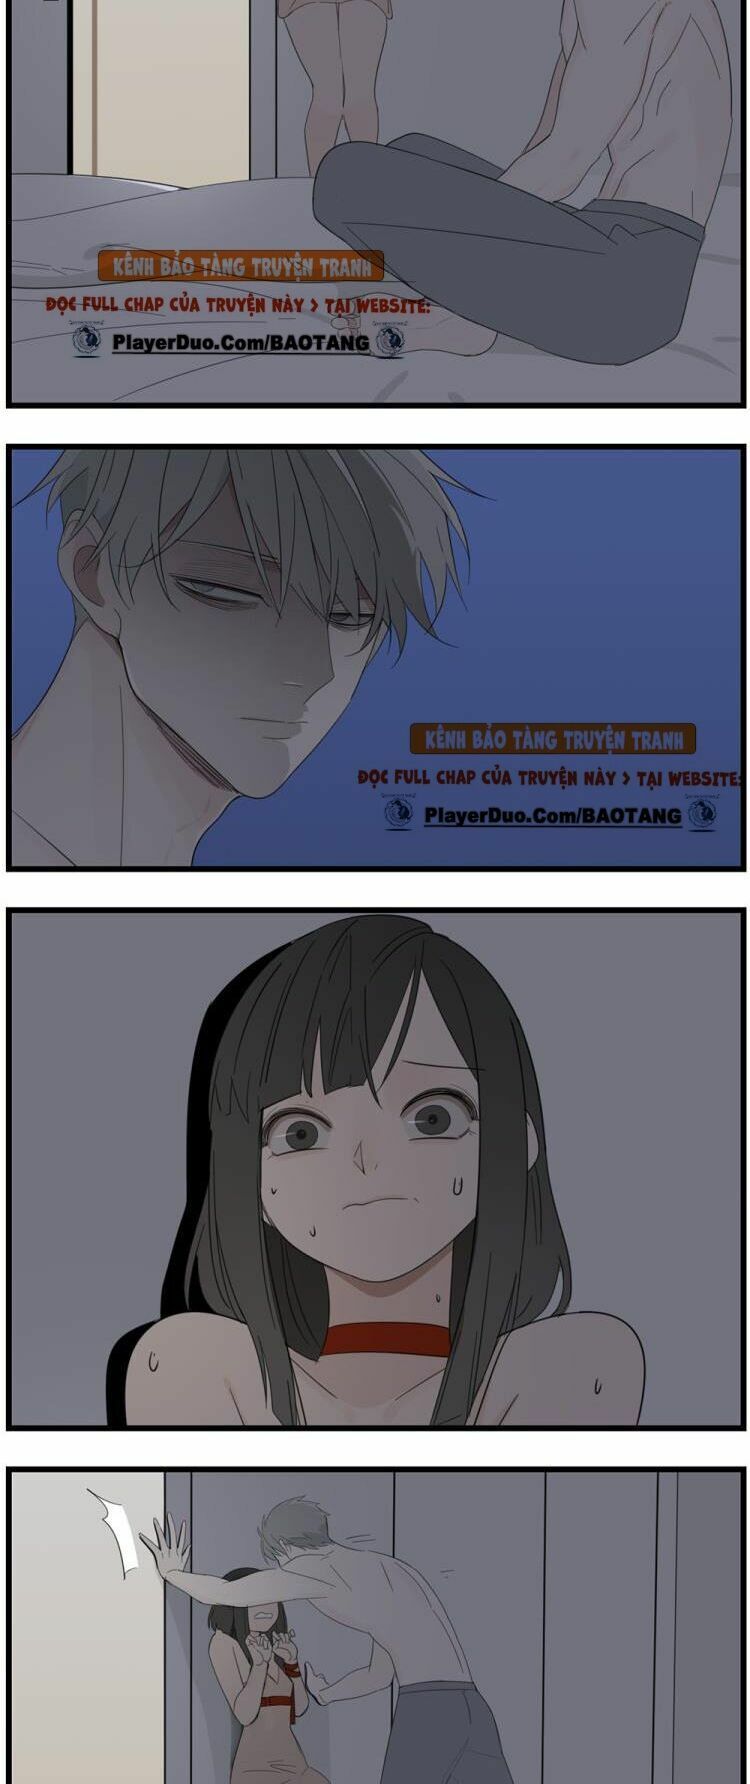 KÊNH BẢO TÀNG TRUYỆN TRANH
ĐỌC FULL CHAP CỦA TRUYỆN NÀY > TẠI WEBSITE:
PlayerDuo.Com/BAOTANG
KÊNH BẢO TÀNG TRUYỆN TRANH
ĐỌC FULL CHAP CỦA TRUYỆN NÀY > TẠI WEBSITE:
PlayerDuo.Com/BAOTANG